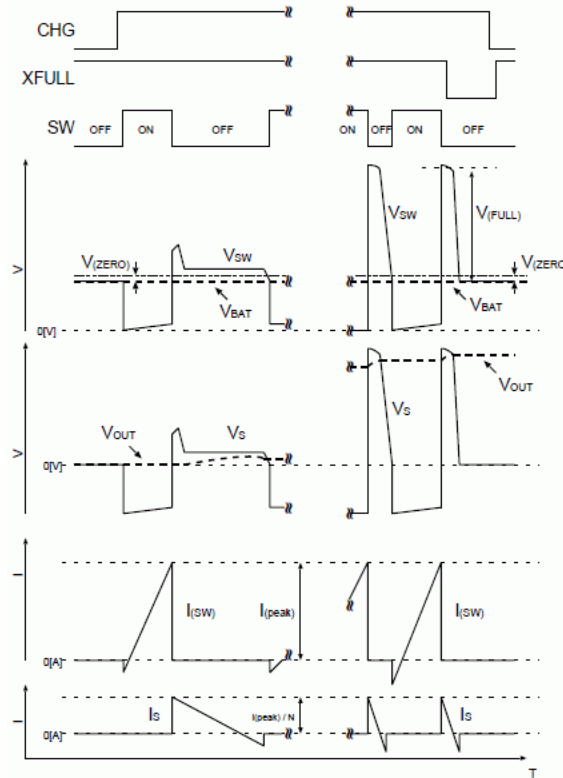 CHG
XFULL
SW
OFF ON OFF ON OFF ON OFF
V
V(ZERO) VSW VSW V(FULL) V(ZERO
VBAT VBAT
0[V]
V
VOUT VS VS VOUT
0[V]
I
I(SW) I(peak) I(SW)
0[A]
I
IS I(peak) / N IS
0[A]
T